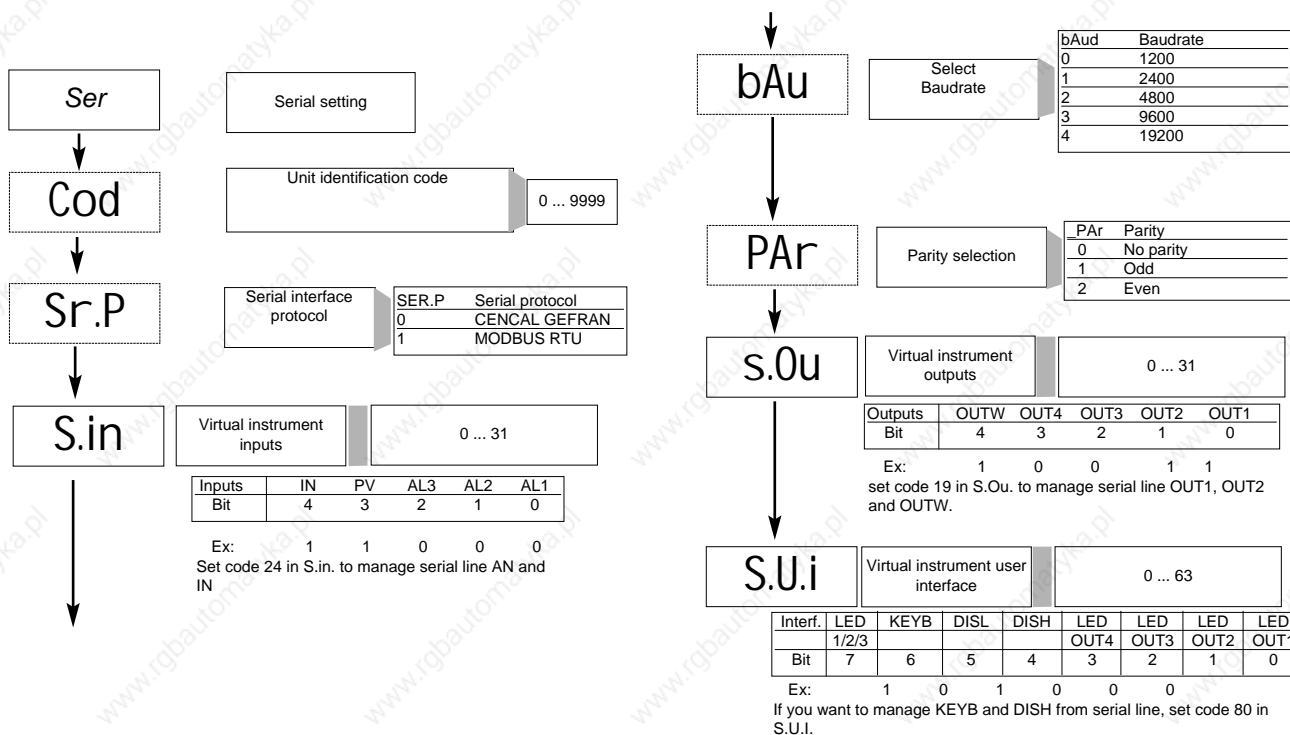 Ser
Serial setting
Cod
Unit identification code
0 ... 9999
Sr.P
Serial interface
protocol
SER.P Serial protocol
0 CENCAL GEFRAN
1 MODBUS RTU
S.in
Virtual instrument
inputs
0 ... 31
Inputs IN PV AL3 AL2 AL1
Bit 4 3 2 1 0
Ex: 1 1 0 0 0
Set code 24 in S.in. to manage serial line AN and
IN
bAu
Select
Baudrate
bAud Baudrate
0 1200
1 2400
2 4800
3 9600
4 19200
PAr
Parity selection
_PAr Parity
0 No parity
1 Odd
2 Even
s.Ou
Virtual instrument
outputs
0 ... 31
Outputs OUTW OUT4 OUT3 OUT2 OUT1
Bit 4 3 2 1 0
Ex: 1 0 0 1 1
set code 19 in S.Ou. to manage serial line OUT1, OUT2
and OUTW.
S.U.i
Virtual instrument user
interface
0 ... 63
Interf. LED KEYB DISL DISH LED LED LED LED
1/2/3 OUT4 OUT3 OUT2 OUT1
Bit 7 6 5 4 3 2 1 0
Ex: 1 0 1 0 0 0
If you want to manage KEYB and DISH from serial line, set code 80 in
S.U.I.
www.rgbautomatyka.pl